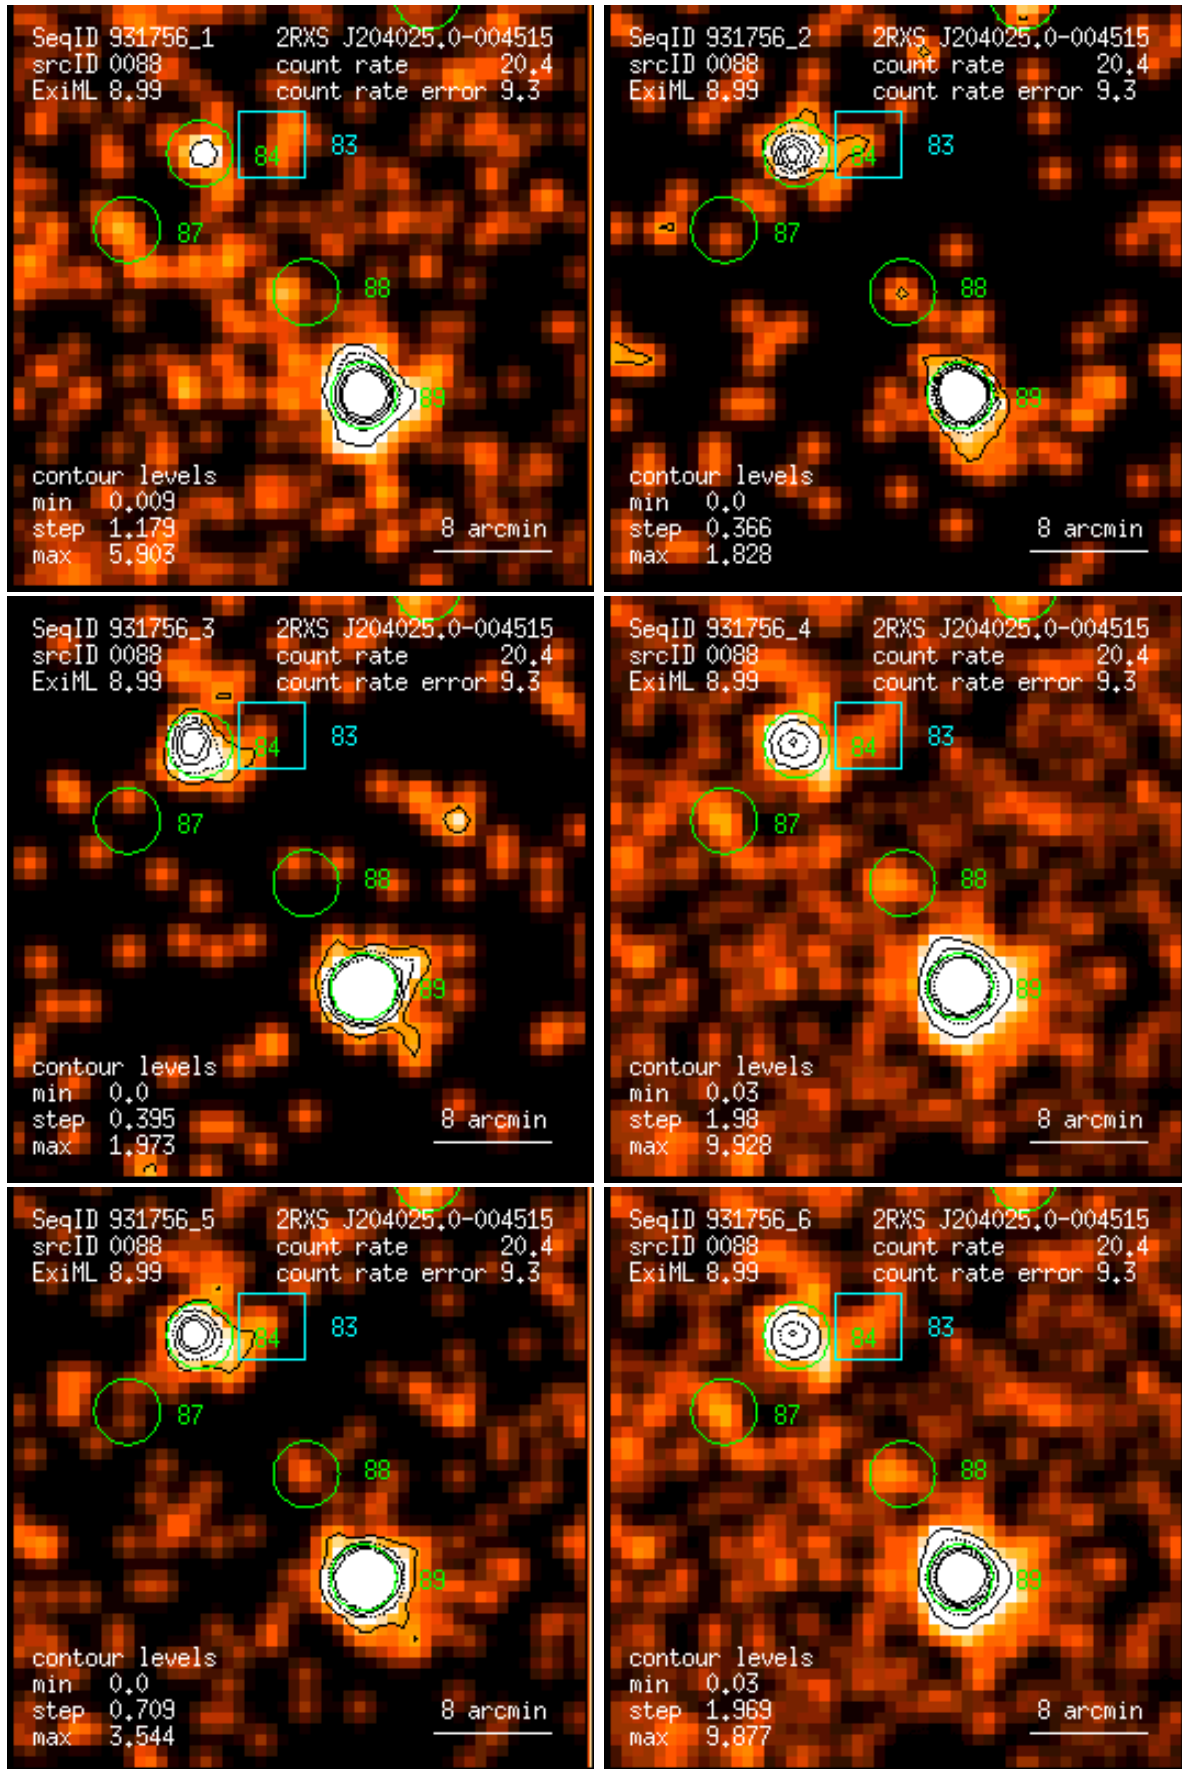 SeqID 931756_1 2RXS J204025.0-004515
srcID 0088 count rate 20.4
ExiML 8.99 count rate error 9.3
83
84
87
88
89
contour levels
min 0.009
step 1.179 8 arcmin
max 5.903
SeqID 931756_2 2RXS J204025.0-004515
srcID 0088 count rate 20.4
ExiML 8.99 count rate error 9.3
83
84
87
88
89
contour levels
min 0.0
step 0.366 8 arcmin
max 1.828
SeqID 931756_3 2RXS J204025.0-004515
srcID 0088 count rate 20.4
ExiML 8.99 count rate error 9.3
83
84
87
88
89
contour levels
min 0.0
step 0.395 8 arcmin
max 1.973
SeqID 931756_4 2RXS J204025.0-004515
srcID 0088 count rate 20.4
ExiML 8.99 count rate error 9.3
83
84
87
88
89
contour levels
min 0.03
step 1.98 8 arcmin
max 9.928
SeqID 931756_5 2RXS J204025.0-004515
srcID 0088 count rate 20.4
ExiML 8.99 count rate error 9.3
83
84
87
88
89
contour levels
min 0.0
step 0.709 8 arcmin
max 3.544
SeqID 931756_6 2RXS J204025.0-004515
srcID 0088 count rate 20.4
ExiML 8.99 count rate error 9.3
83
84
87
88
89
contour levels
min 0.03
step 1.969 8 arcmin
max 9.877